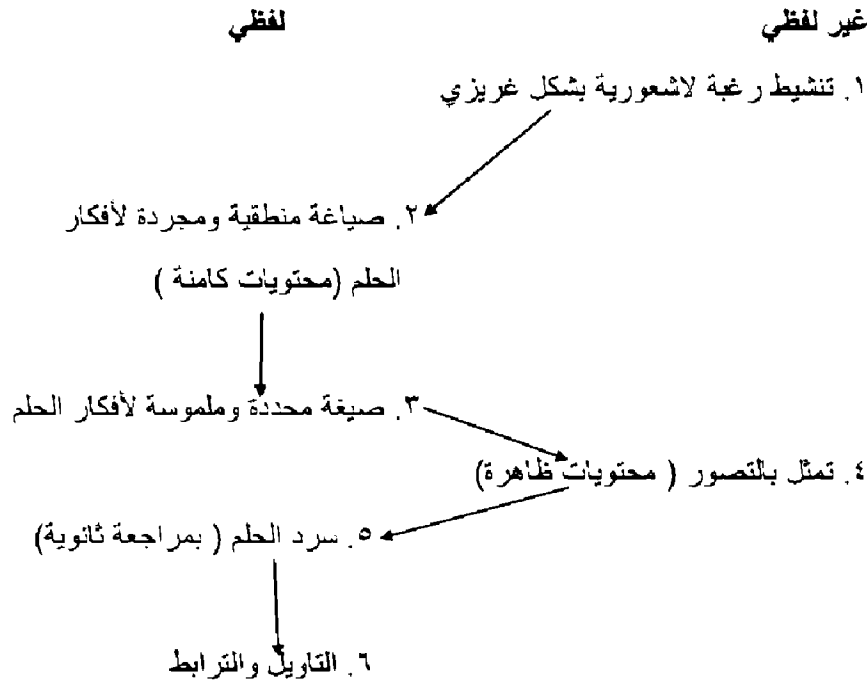 غير لفظي
لفظي
١. تنشيط رغبة لاشعورية بشكل غريزي
٢. صياغة منطقية ومجردة لأفكار
الحلم (محتويات كامنة )
٣. صيغة محددة وملموسة لأفكار الحلم
٤. تمثل بالتصور ( محتويات ظاهرة)
٥. سرد الحلم ( بمراجعة ثانوية)
٦. التاويل والترابط